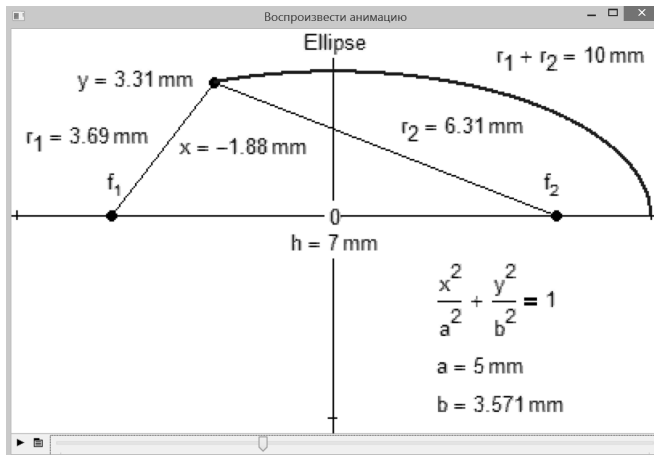 Воспроизвести анимацию
Ellipse
r₁ + r₂ = 10 mm
y = 3.31 mm
r₁ = 3.69 mm
x = −1.88 mm
r₂ = 6.31 mm
f₁
f₂
0
h = 7 mm
x²/a² + y²/b² = 1
a = 5 mm
b = 3.571 mm